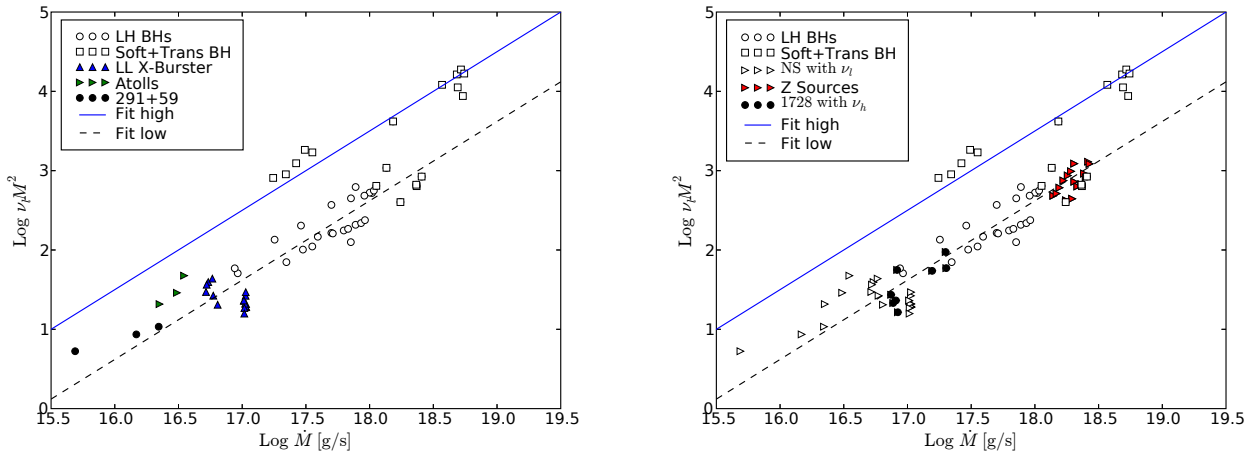 LH BHs
Soft+Trans BH
LL X-Burster
Atolls
291+59
Fit high
Fit low
5
4
3
2
1
0
Log ν_l M²
15.5 16.0 16.5 17.0 17.5 18.0 18.5 19.0 19.5
Log Ṁ [g/s]
LH BHs
Soft+Trans BH
NS with ν_l
Z Sources
1728 with ν_h
Fit high
Fit low
5
4
3
2
1
0
Log ν_l M²
15.5 16.0 16.5 17.0 17.5 18.0 18.5 19.0 19.5
Log Ṁ [g/s]